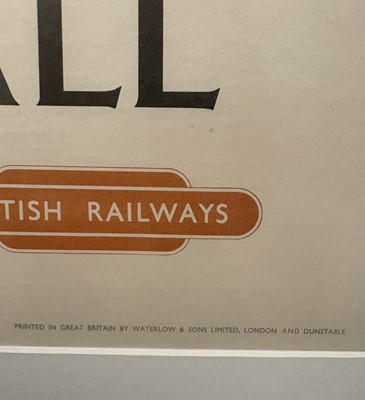 ALL
TISH RAILWAYS
PRINTED IN GREAT BRITAIN BY WATERLOW & SONS LIMITED, LONDON AND DUNSTABLE